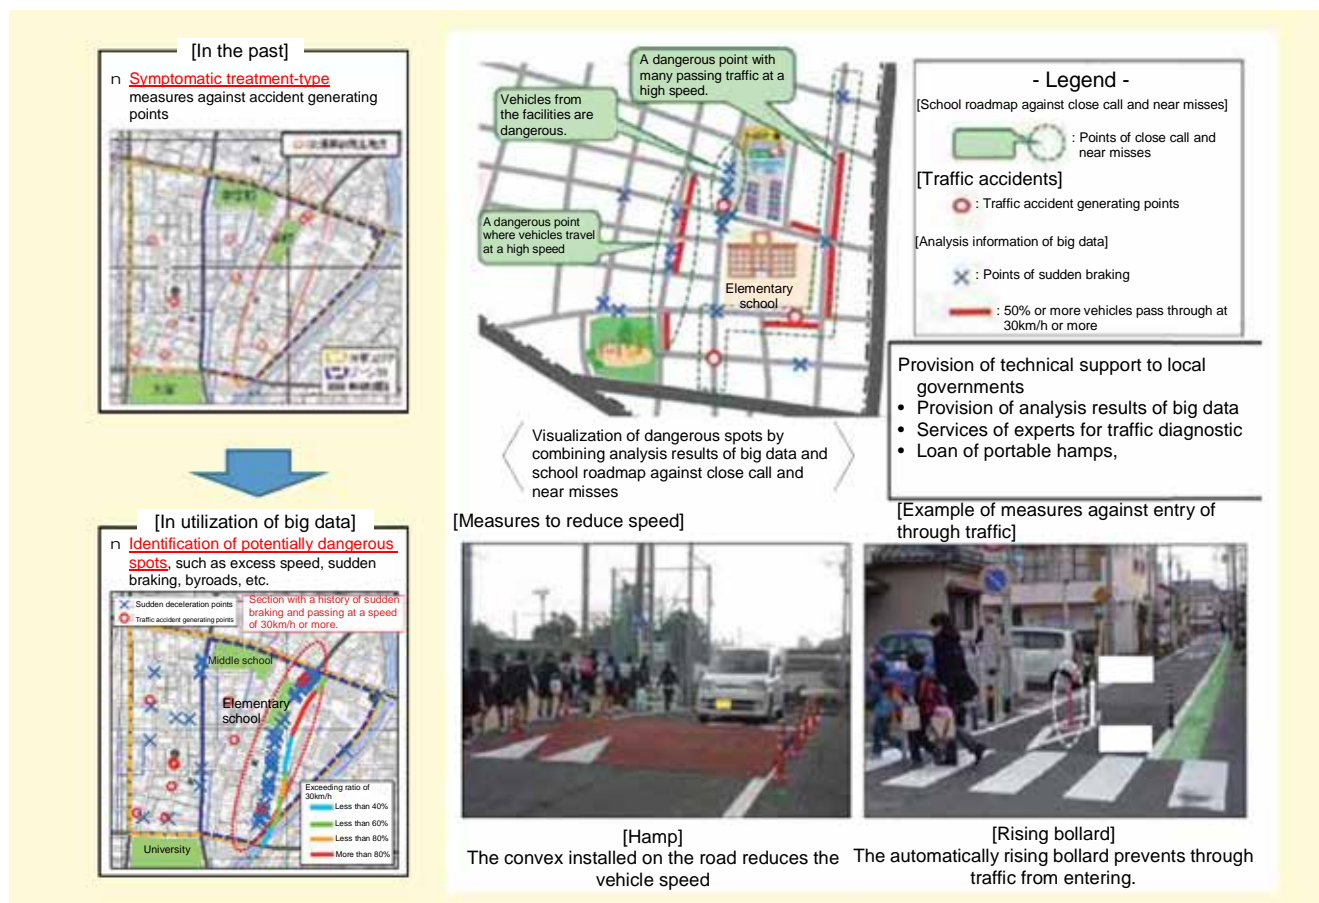 [In the past]
n Symptomatic treatment-type
measures against accident generating
points
[In utilization of big data]
n Identification of potentially dangerous
spots, such as excess speed, sudden
braking, byroads, etc.
Sudden deceleration points
Traffic accident generating points
Section with a history of sudden
braking and passing at a speed
of 30km/h or more.
Middle school
Elementary
school
University
Exceeding ratio of
30km/h
Less than 40%
Less than 60%
Less than 80%
More than 80%
A dangerous point with
many passing traffic at a
high speed.
Vehicles from
the facilities are
dangerous.
A dangerous point
where vehicles travel
at a high speed
Elementary
school
- Legend -
[School roadmap against close call and near misses]
: Points of close call and
near misses
[Traffic accidents]
: Traffic accident generating points
[Analysis information of big data]
: Points of sudden braking
: 50% or more vehicles pass through at
30km/h or more
Visualization of dangerous spots by
combining analysis results of big data and
school roadmap against close call and
near misses
Provision of technical support to local
governments
• Provision of analysis results of big data
• Services of experts for traffic diagnostic
• Loan of portable hamps,
[Measures to reduce speed]
[Example of measures against entry of
through traffic]
[Hamp]
The convex installed on the road reduces the
vehicle speed
[Rising bollard]
The automatically rising bollard prevents through
traffic from entering.